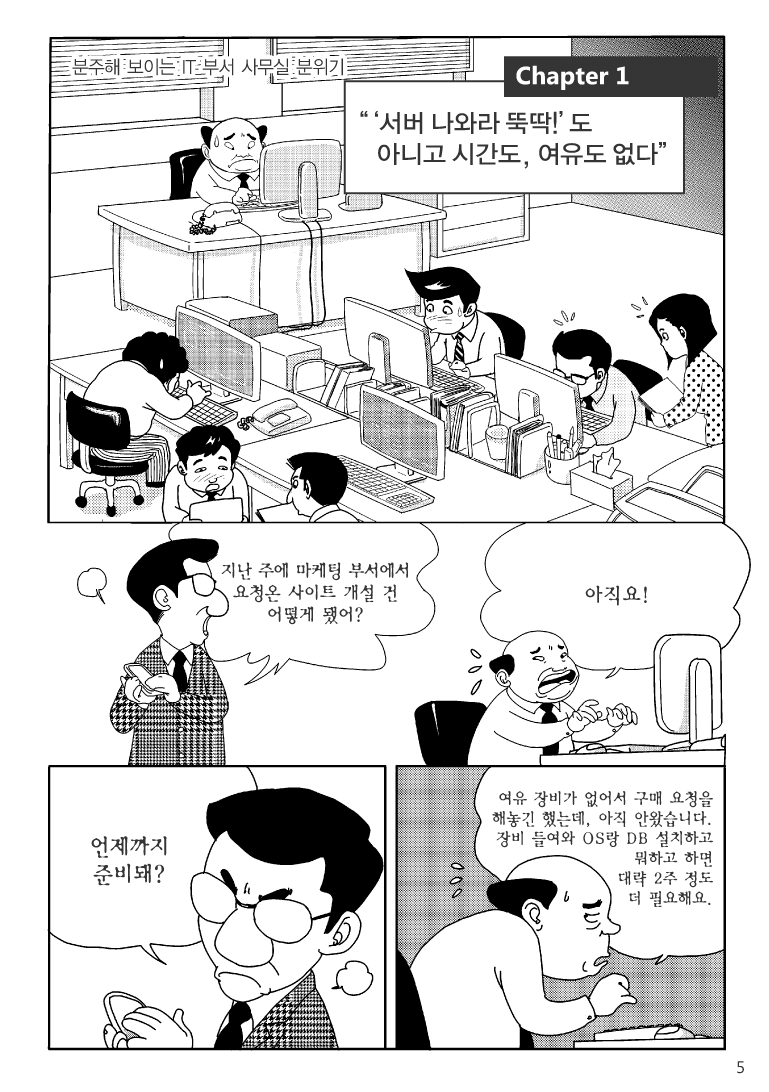 분주해 보이는 IT 부서 사무실 분위기
Chapter 1
“ ‘서버 나와라 뚝딱!’ 도
아니고 시간도, 여유도 없다”
지난 주에 마케팅 부서에서
요청온 사이트 개설 건
어떻게 됐어?
아직요!
언제까지
준비돼?
여유 장비가 없어서 구매 요청을
해놓긴 했는데, 아직 안왔습니다.
장비 들여와 OS랑 DB 설치하고
뭐하고 하면
대략 2주 정도
더 필요해요.
5